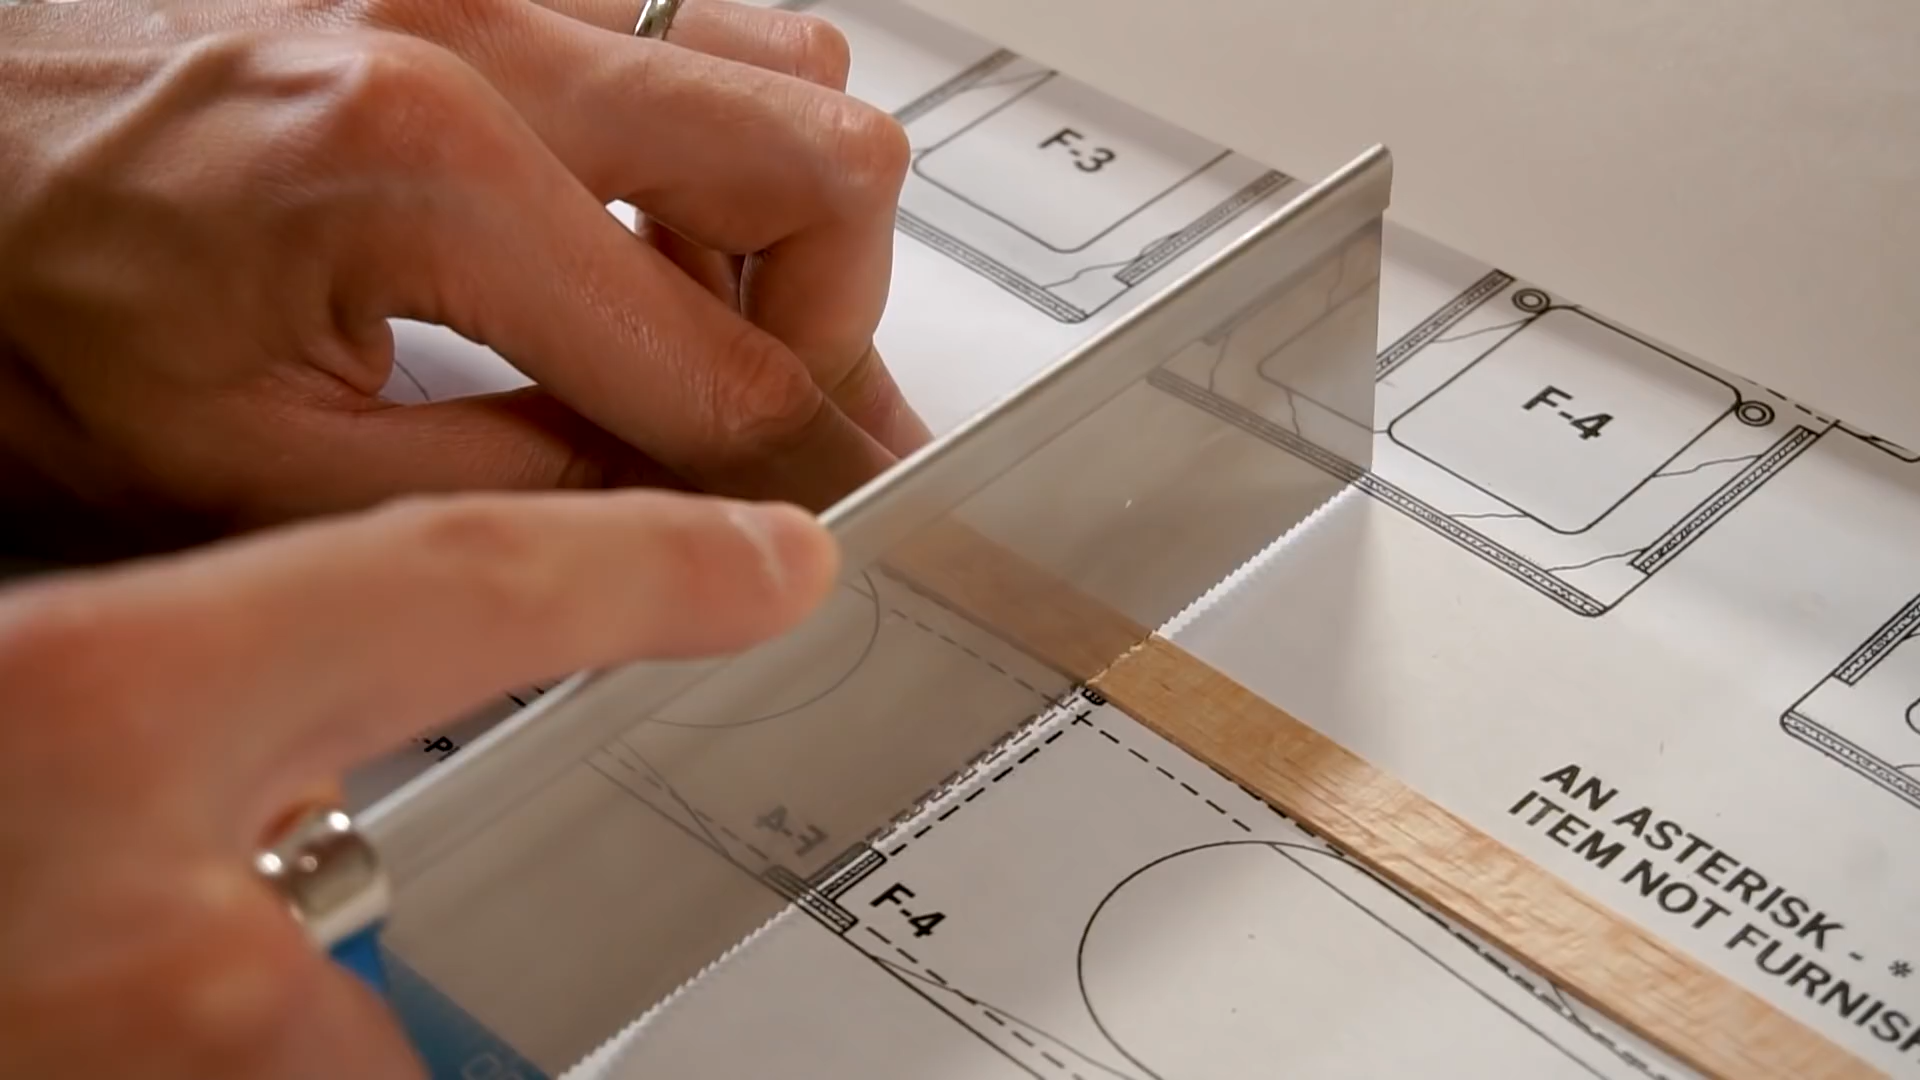 F-3
F-4
F-4
AN ASTERISK - *
ITEM NOT FURNISH